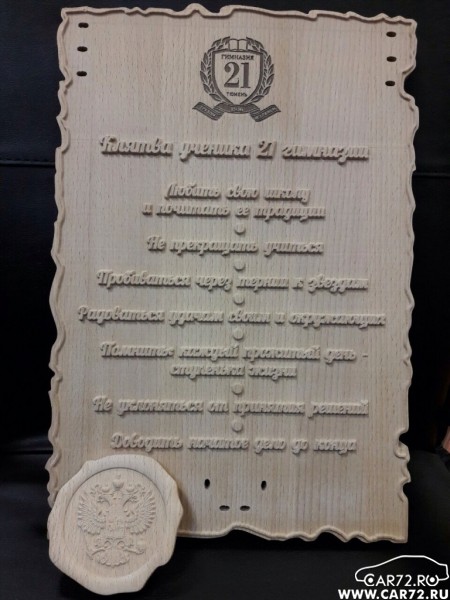 ГИМНАЗИЯ
21
ТЮМЕНЬ
Клятва ученика 21 гимназии
Любить свою школу
и почитать ее традиции
Не прекращать учиться
Пробиваться через тернии к звездам
Радоваться удачам своим и окружающих
Помнить: каждый прожитый день -
ступенька жизни
Не уклоняться от принятия решений
Доводить начатое дело до конца
CAR72.RU
WWW.CAR72.RU